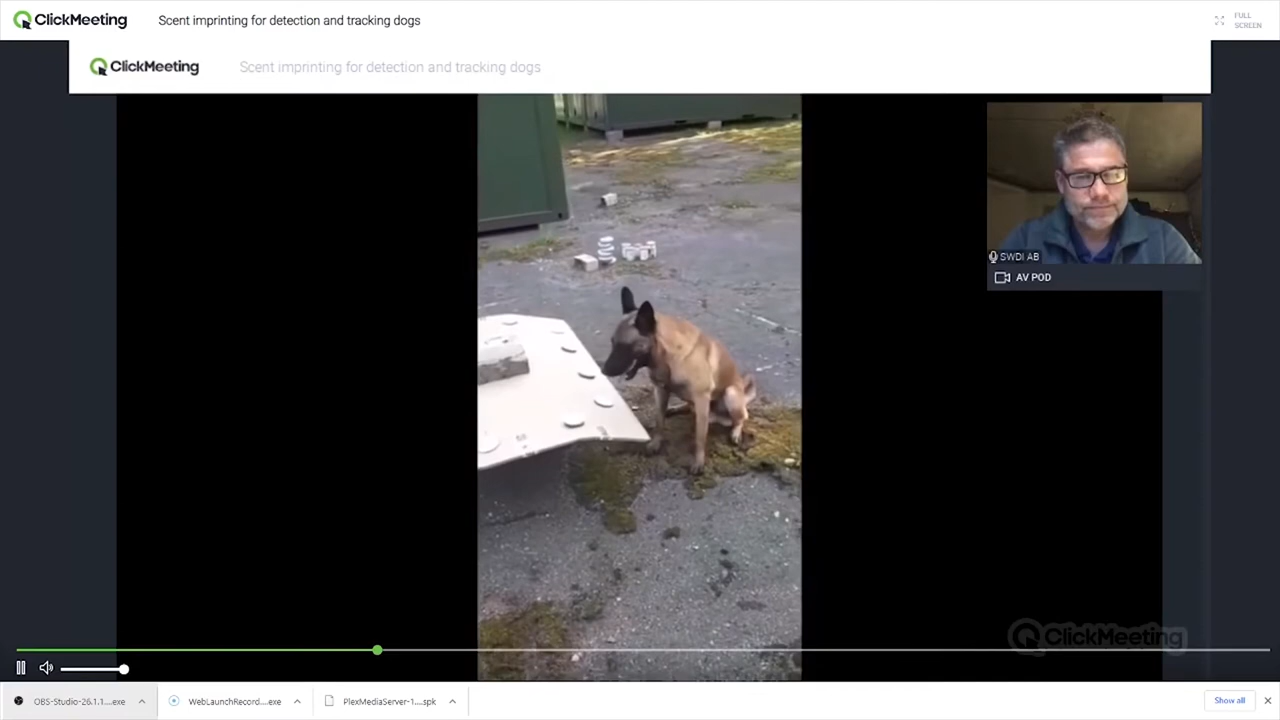 ClickMeeting
Scent imprinting for detection and tracking dogs
FULL
SCREEN
ClickMeeting
Scent imprinting for detection and tracking dogs
SWDI AB
AV POD
ClickMeeting
OBS-Studio-26.1.1....exe
WebLaunchRecord....exe
PlexMediaServer-1....spk
Show all